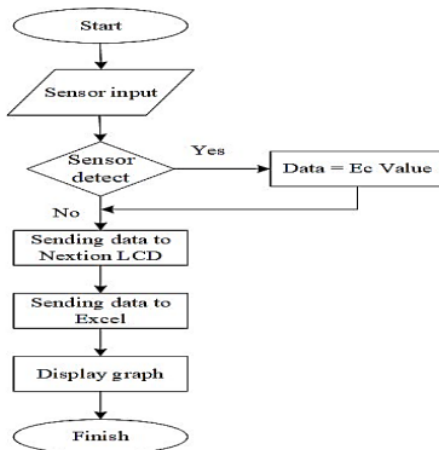 Start
Sensor input
Sensor
detect
Yes
Data = Ec Value
No
Sending data to
Nextion LCD
Sending data to
Excel
Display graph
Finish